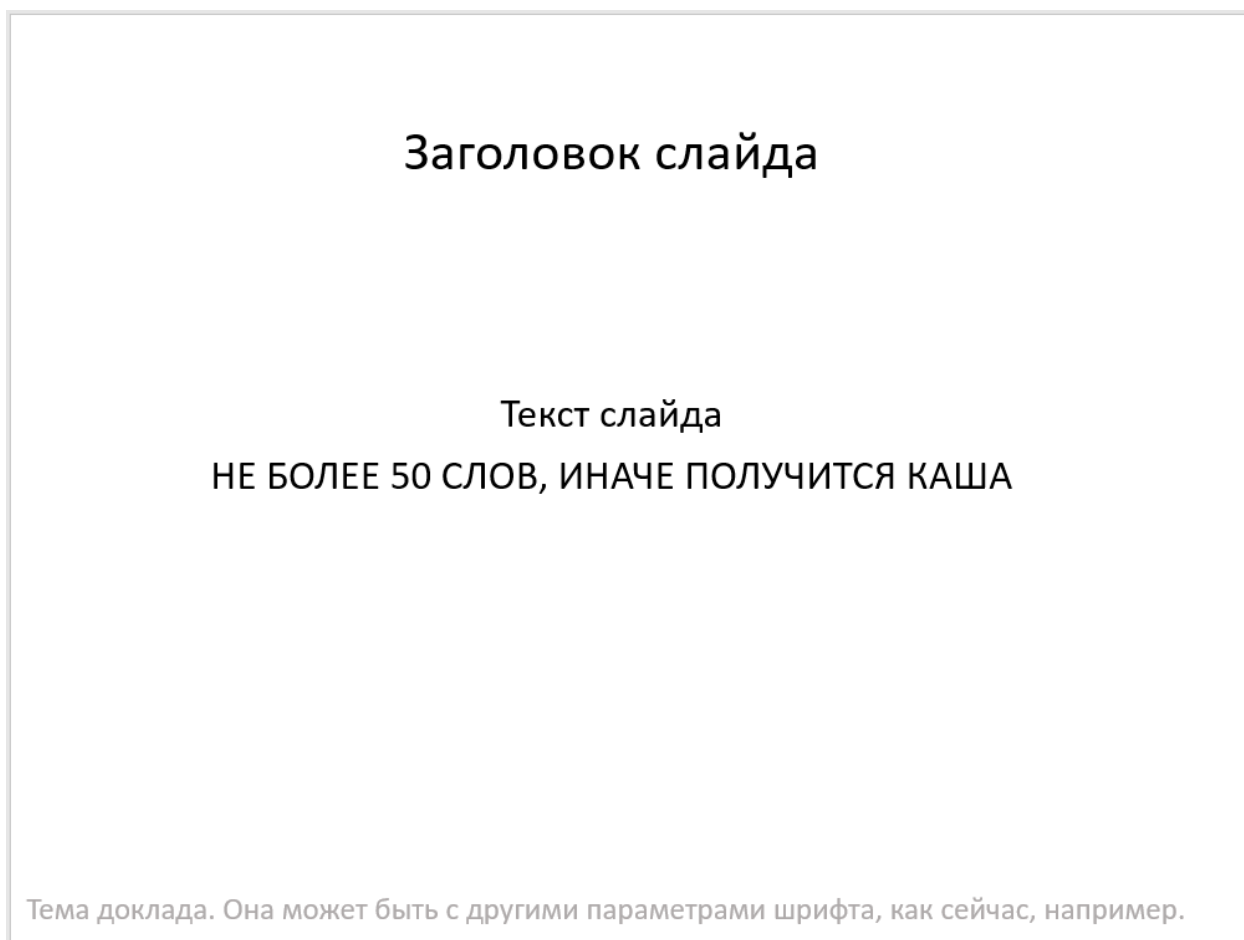 Заголовок слайда
Текст слайда
НЕ БОЛЕЕ 50 СЛОВ, ИНАЧЕ ПОЛУЧИТСЯ КАША
Тема доклада. Она может быть с другими параметрами шрифта, как сейчас, например.